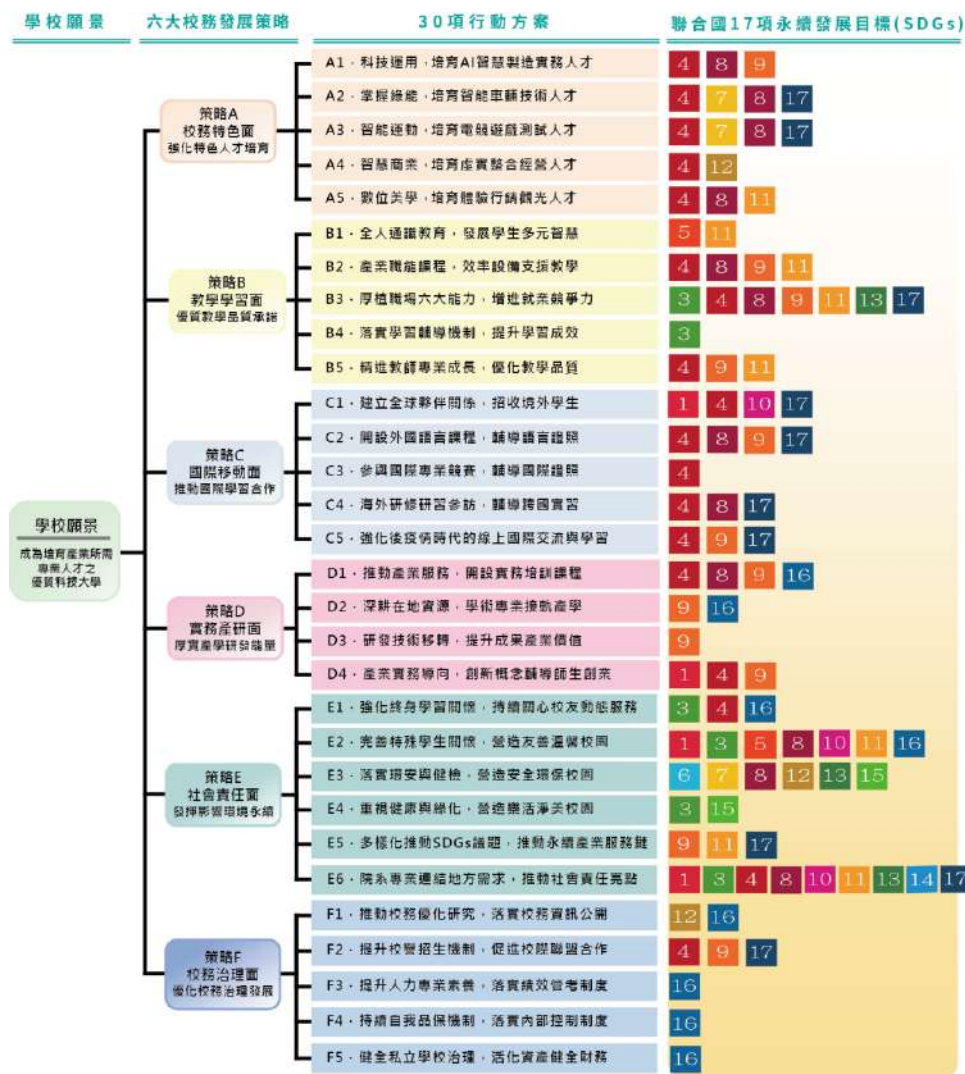 學校願景 六大校務發展策略 30項行動方案 聯合國17項永續發展目標(SDGs)
學校願景
成為培育產業所需
專業人才之
優質科技大學
策略A
校務特色面
強化特色人才培育
A1．科技運用，培育AI智慧製造實務人才 4 8 9
A2．掌握綠能，培育智能車輛技術人才 4 7 8 17
A3．智能運動，培育電競遊戲測試人才 4 7 8 17
A4．智慧商業，培育虛實整合經營人才 4 12
A5．數位美學，培育體驗行銷觀光人才 4 8 11
策略B
教學學習面
優質教學品質承諾
B1．全人通識教育，發展學生多元智慧 5 11
B2．產業職能課程，效率設備支援教學 4 8 9 11
B3．厚植職場六大能力，增進就業競爭力 3 4 8 9 11 13 17
B4．落實學習輔導機制，提升學習成效 3
B5．精進教師專業成長，優化教學品質 4 9 11
策略C
國際移動面
推動國際學習合作
C1．建立全球夥伴關係，招收境外學生 1 4 10 17
C2．開設外國語言課程，輔導語言證照 4 8 9 17
C3．參與國際專業競賽，輔導國際證照 4
C4．海外研修研習參訪，輔導跨國實習 4 8 17
C5．強化後疫情時代的線上國際交流與學習 4 9 17
策略D
實務產研面
厚實產學研發能量
D1．推動產業服務，開設實務培訓課程 4 8 9 16
D2．深耕在地資源，學術專業接軌產學 9 16
D3．研發技術移轉，提升成果產業價值 9
D4．產業實務導向，創新概念輔導師生創業 1 4 9
策略E
社會責任面
發揮影響環境永續
E1．強化終身學習關懷，持續關心校友動態服務 3 4 16
E2．完善特殊學生關懷，營造友善溫馨校園 1 3 5 8 10 11 16
E3．落實環安與健檢，營造安全環保校園 6 7 8 12 13 15
E4．重視健康與綠化，營造樂活淨美校園 3 15
E5．多樣化推動SDGs議題，推動永續產業服務鏈 9 11 17
E6．院系專業連結地方需求，推動社會責任亮點 1 3 4 8 10 11 13 14 17
策略F
校務治理面
優化校務治理發展
F1．推動校務優化研究，落實校務資訊公開 12 16
F2．提升校譽招生機制，促進校際聯盟合作 4 9 17
F3．提升人力專業素養，落實績效管考制度 16
F4．持續自我品保機制，落實內部控制制度 16
F5．健全私立學校治理，活化資產健全財務 16